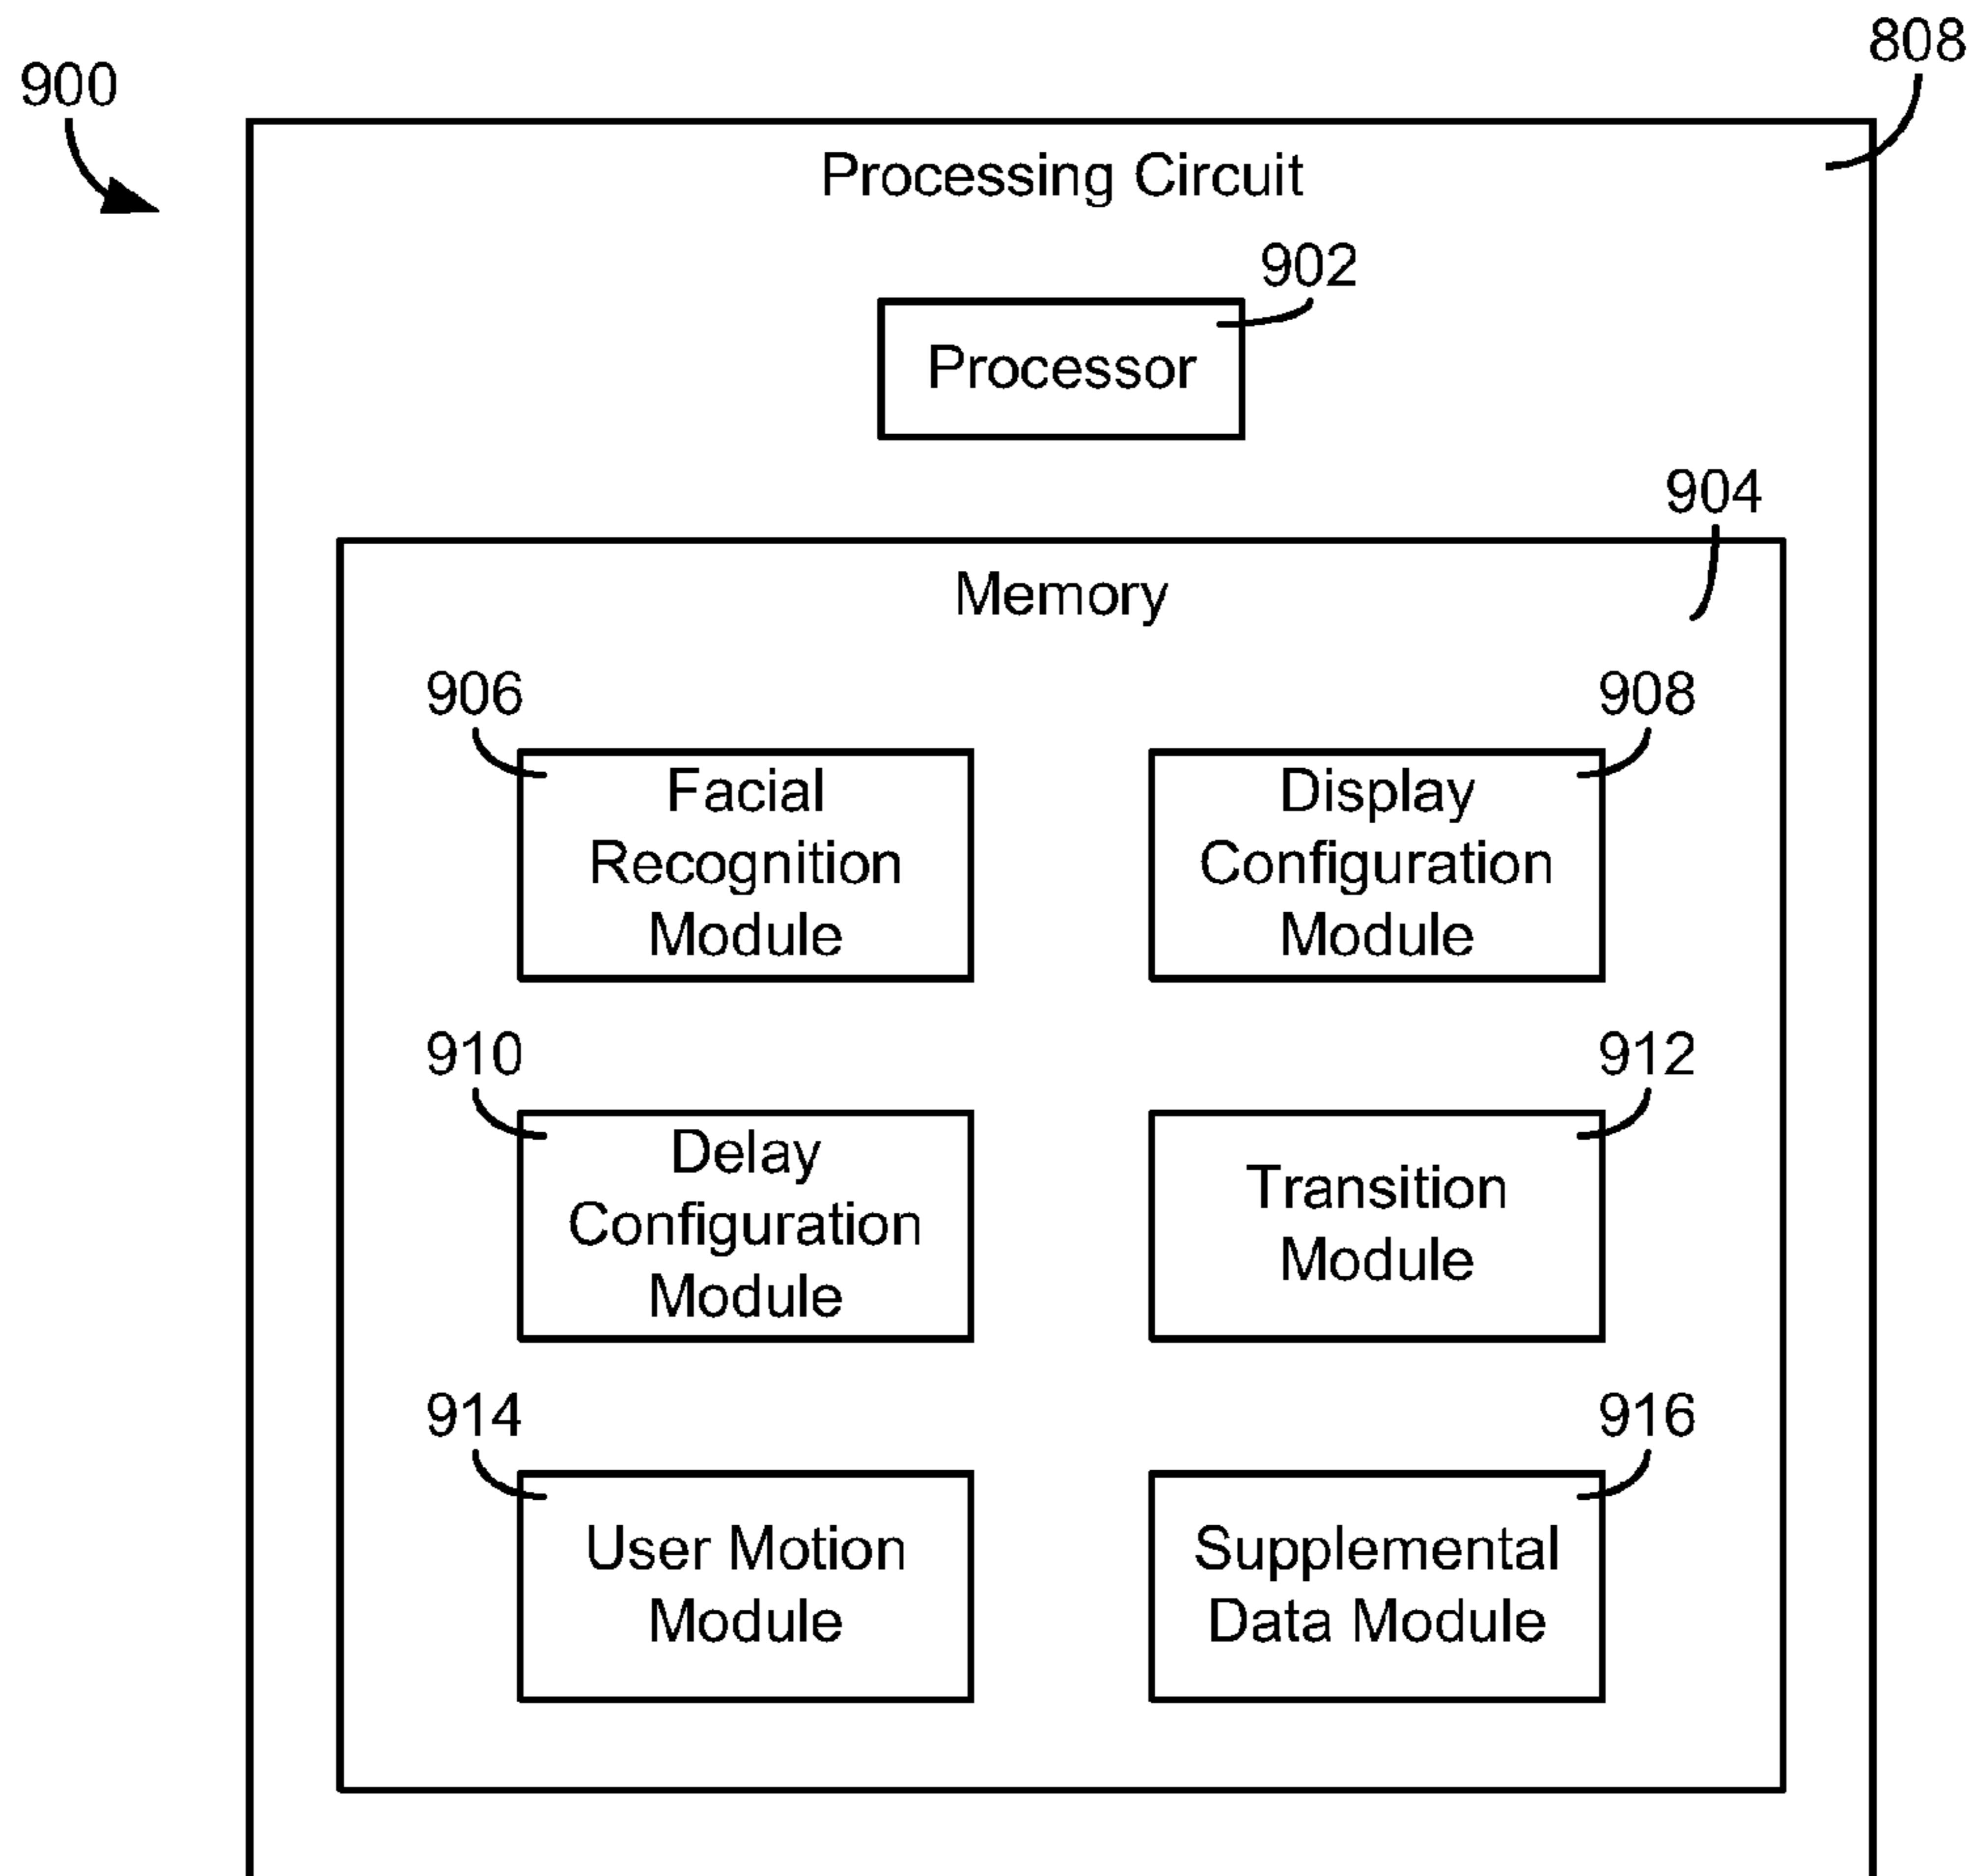 808
900
Processing Circuit
902
Processor
904
Memory
906
908
Facial
Recognition
Module
Display
Configuration
Module
910
912
Delay
Configuration
Module
Transition
Module
914
916
User Motion
Module
Supplemental
Data Module